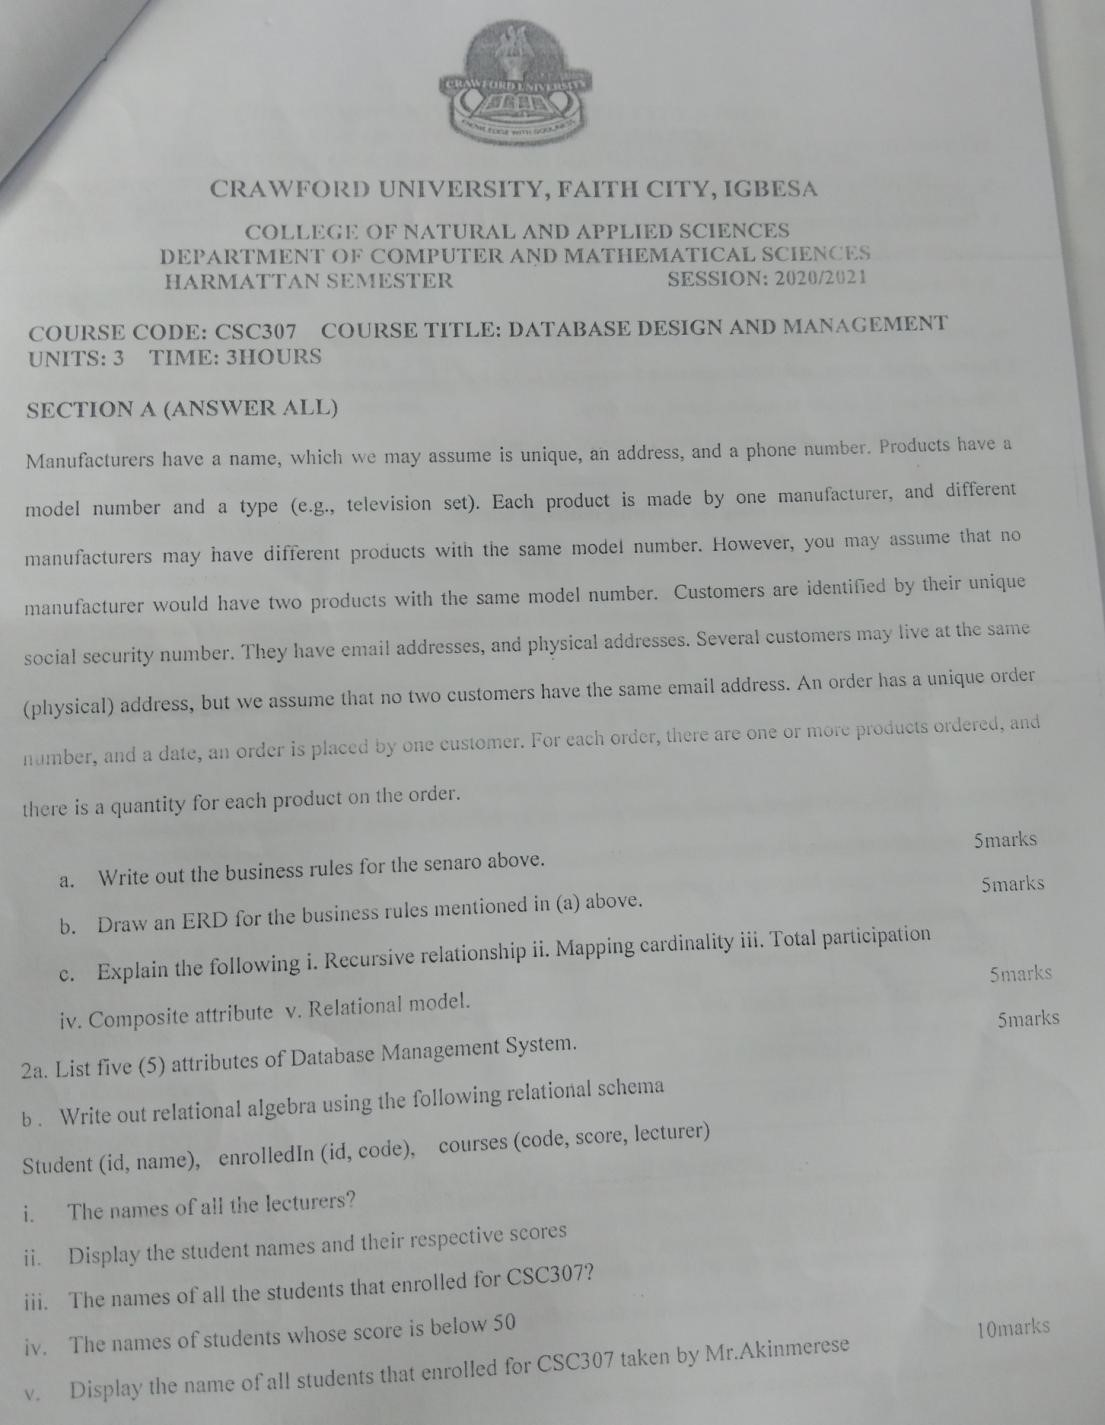 CRAWFORD UNIVERSITY
KNOWLEDGE WITH GODLINESS
CRAWFORD UNIVERSITY, FAITH CITY, IGBESA
COLLEGE OF NATURAL AND APPLIED SCIENCES
DEPARTMENT OF COMPUTER AND MATHEMATICAL SCIENCES
HARMATTAN SEMESTER SESSION: 2020/2021
COURSE CODE: CSC307 COURSE TITLE: DATABASE DESIGN AND MANAGEMENT
UNITS: 3 TIME: 3HOURS
SECTION A (ANSWER ALL)
Manufacturers have a name, which we may assume is unique, an address, and a phone number. Products have a
model number and a type (e.g., television set). Each product is made by one manufacturer, and different
manufacturers may have different products with the same model number. However, you may assume that no
manufacturer would have two products with the same model number. Customers are identified by their unique
social security number. They have email addresses, and physical addresses. Several customers may live at the same
(physical) address, but we assume that no two customers have the same email address. An order has a unique order
number, and a date, an order is placed by one customer. For each order, there are one or more products ordered, and
there is a quantity for each product on the order.
a. Write out the business rules for the senaro above. 5marks
b. Draw an ERD for the business rules mentioned in (a) above. 5marks
c. Explain the following i. Recursive relationship ii. Mapping cardinality iii. Total participation
iv. Composite attribute v. Relational model. 5marks
2a. List five (5) attributes of Database Management System. 5marks
b . Write out relational algebra using the following relational schema
Student (id, name), enrolledIn (id, code), courses (code, score, lecturer)
i. The names of all the lecturers?
ii. Display the student names and their respective scores
iii. The names of all the students that enrolled for CSC307?
iv. The names of students whose score is below 50
v. Display the name of all students that enrolled for CSC307 taken by Mr.Akinmerese 10marks